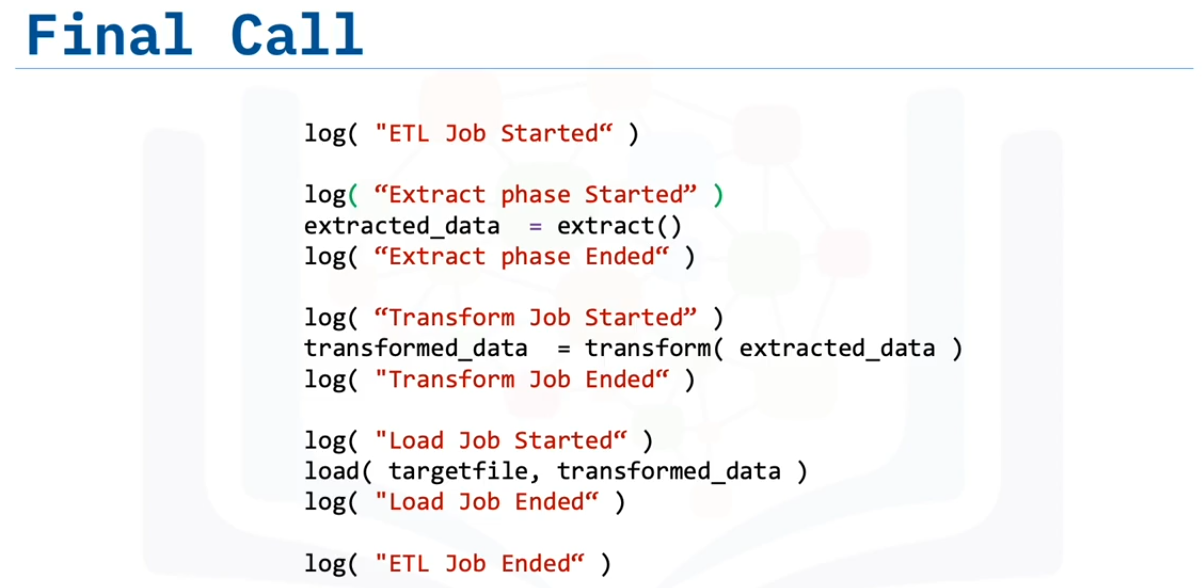 Final Call
log( "ETL Job Started“ )
log( “Extract phase Started” )
extracted_data  = extract()
log( “Extract phase Ended“ )
log( “Transform Job Started” )
transformed_data  = transform( extracted_data )
log( "Transform Job Ended“ )
log( "Load Job Started“ )
load( targetfile, transformed_data )
log( "Load Job Ended“ )
log( "ETL Job Ended“ )